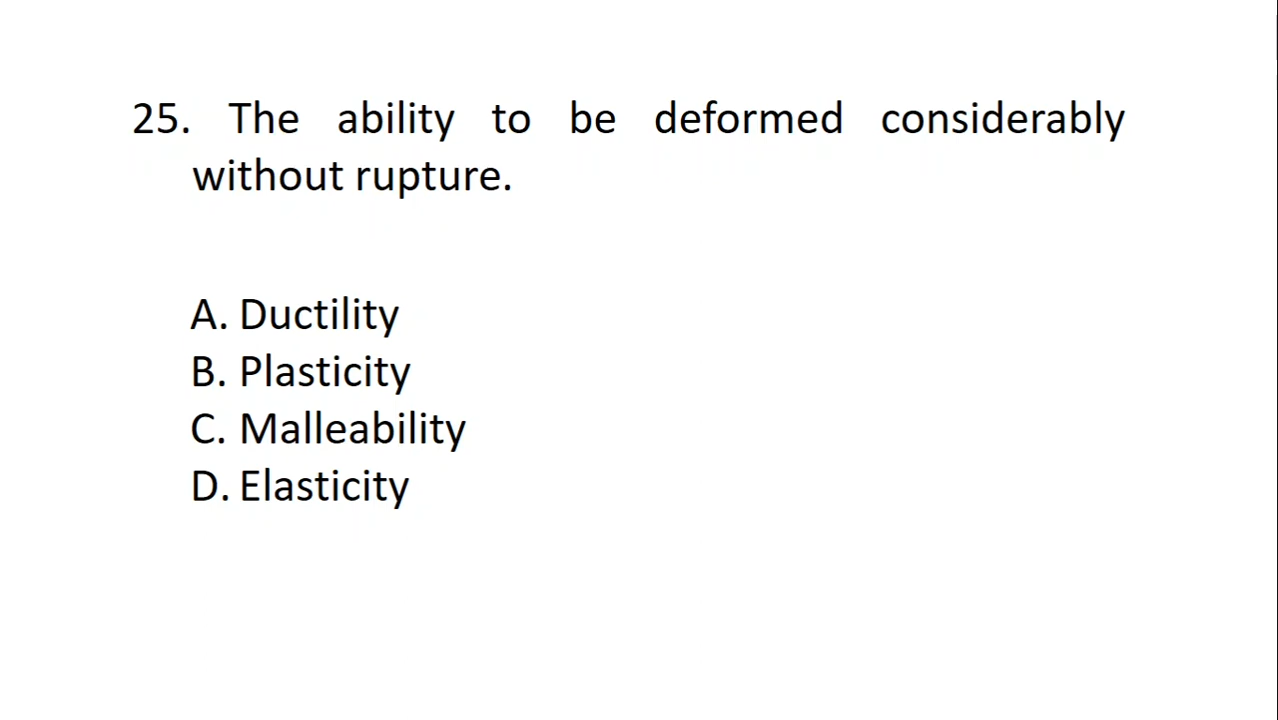 25. The ability to be deformed considerably
without rupture.
A. Ductility
B. Plasticity
C. Malleability
D. Elasticity